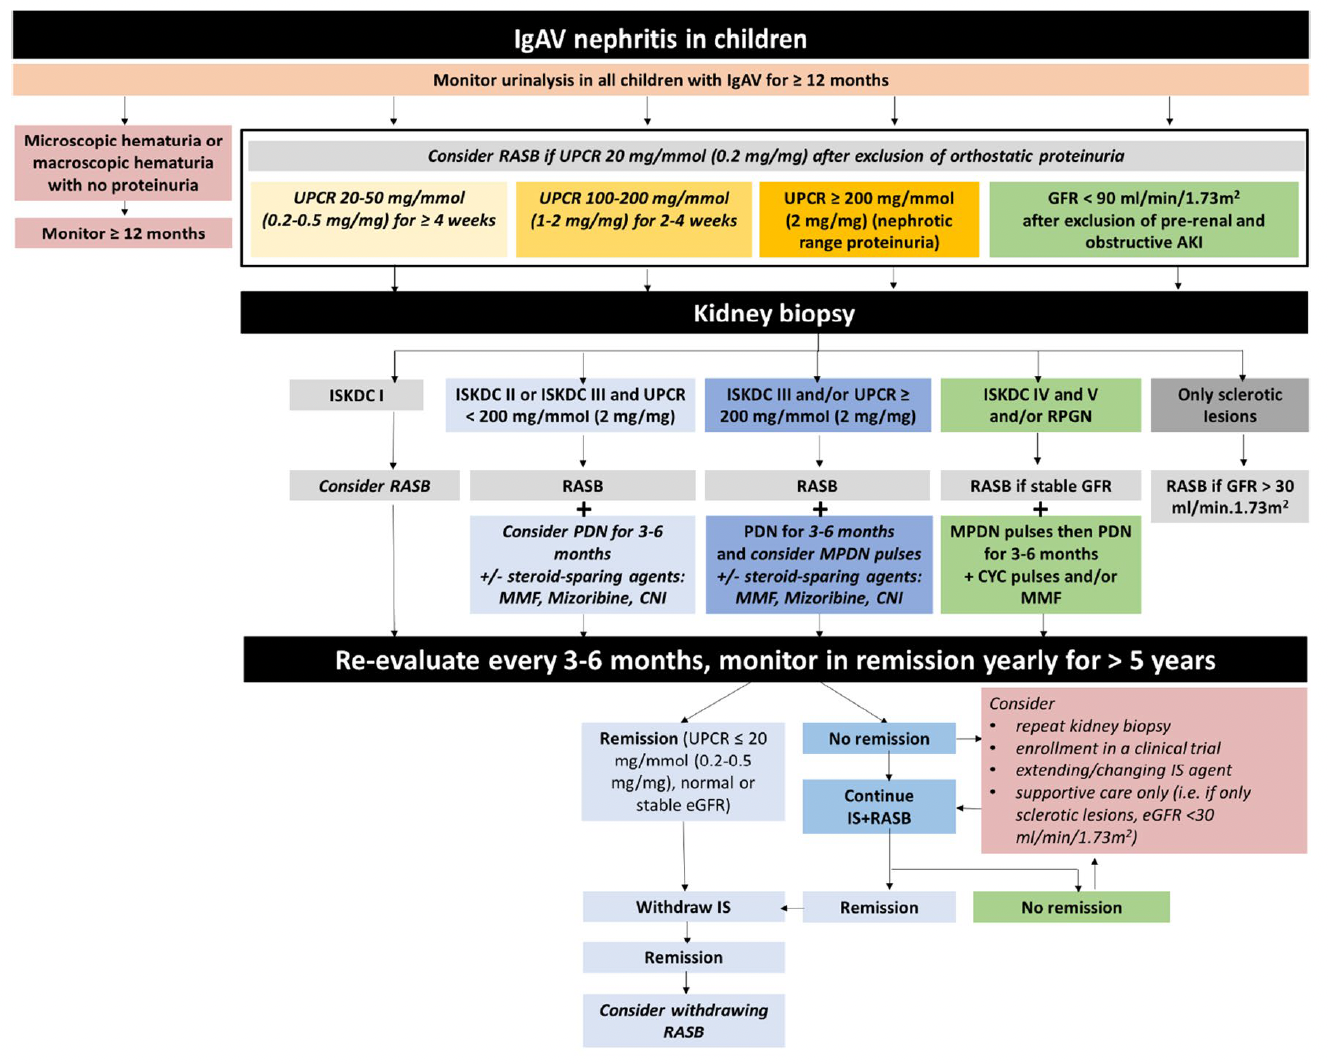 IgAV nephritis in children
Monitor urinalysis in all children with IgAV for ≥ 12 months
Microscopic hematuria or
macroscopic hematuria
with no proteinuria
Monitor ≥ 12 months
Consider RASB if UPCR 20 mg/mmol (0.2 mg/mg) after exclusion of orthostatic proteinuria
UPCR 20-50 mg/mmol
(0.2-0.5 mg/mg) for ≥ 4 weeks
UPCR 100-200 mg/mmol
(1-2 mg/mg) for 2-4 weeks
UPCR ≥ 200 mg/mmol
(2 mg/mg) (nephrotic
range proteinuria)
GFR < 90 ml/min/1.73m²
after exclusion of pre-renal and
obstructive AKI
Kidney biopsy
ISKDC I
ISKDC II or ISKDC III and UPCR
< 200 mg/mmol (2 mg/mg)
ISKDC III and/or UPCR ≥
200 mg/mmol (2 mg/mg)
ISKDC IV and V
and/or RPGN
Only sclerotic
lesions
Consider RASB
RASB
+
Consider PDN for 3-6
months
+/- steroid-sparing agents:
MMF, Mizoribine, CNI
RASB
+
PDN for 3-6 months
and consider MPDN pulses
+/- steroid-sparing agents:
MMF, Mizoribine, CNI
RASB if stable GFR
+
MPDN pulses then PDN
for 3-6 months
+ CYC pulses and/or
MMF
RASB if GFR > 30
ml/min.1.73m²
Re-evaluate every 3-6 months, monitor in remission yearly for > 5 years
Remission (UPCR ≤ 20
mg/mmol (0.2-0.5
mg/mg), normal or
stable eGFR)
No remission
Continue
IS+RASB
Consider
• repeat kidney biopsy
• enrollment in a clinical trial
• extending/changing IS agent
• supportive care only (i.e. if only
sclerotic lesions, eGFR <30
ml/min/1.73m²)
Withdraw IS
Remission
No remission
Remission
Consider withdrawing
RASB